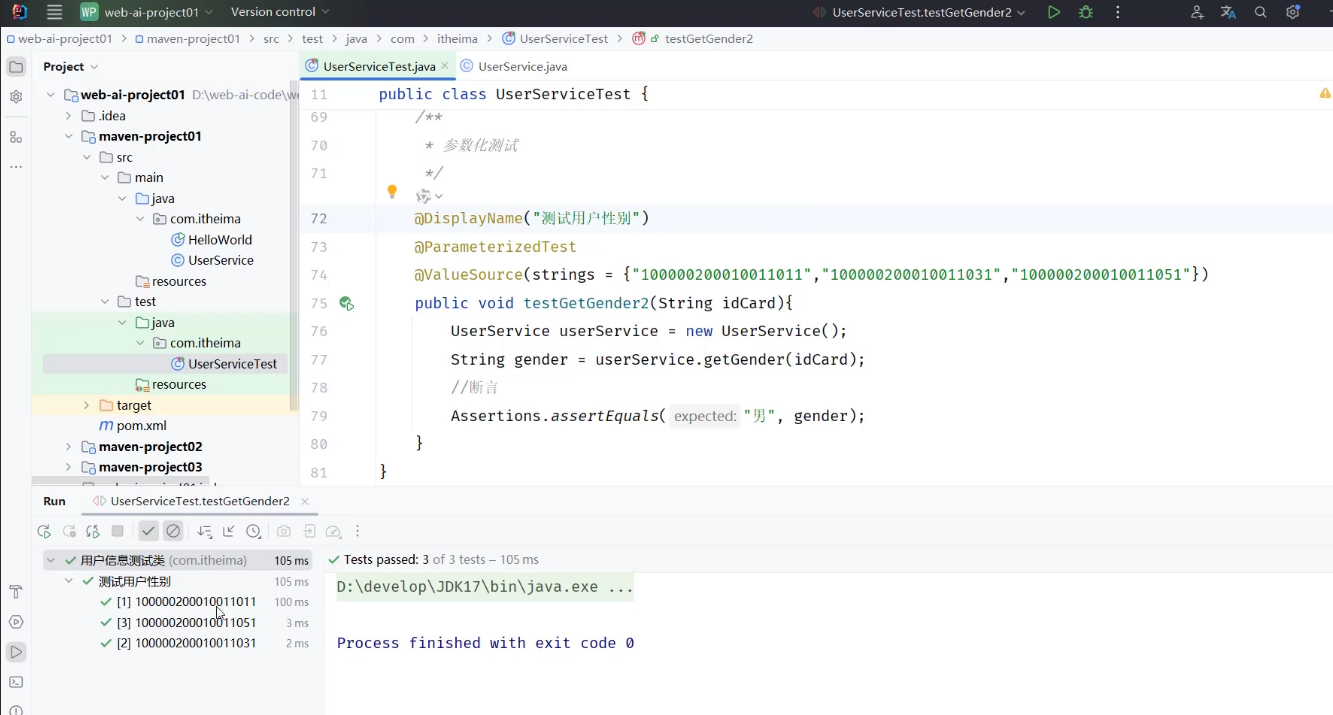 WP web-ai-project01 Version control UserServiceTest.testGetGender2
web-ai-project01 maven-project01 src test java com itheima UserServiceTest testGetGender2
Project
UserServiceTest.java UserService.java
web-ai-project01 D:\web-ai-code\we
.idea
maven-project01
src
main
java
com.itheima
HelloWorld
UserService
resources
test
java
com.itheima
UserServiceTest
resources
target
pom.xml
maven-project02
maven-project03
11 public class UserServiceTest {
69 /**
70 * 参数化测试
71 */
72 @DisplayName("测试用户性别")
73 @ParameterizedTest
74 @ValueSource(strings = {"100000200010011011","100000200010011031","100000200010011051"})
75 public void testGetGender2(String idCard){
76 UserService userService = new UserService();
77 String gender = userService.getGender(idCard);
78 //断言
79 Assertions.assertEquals( expected: "男", gender);
80 }
81 }
Run UserServiceTest.testGetGender2
用户信息测试类 (com.itheima) 105 ms
测试用户性别 105 ms
[1] 100000200010011011 100 ms
[3] 100000200010011051 3 ms
[2] 100000200010011031 2 ms
Tests passed: 3 of 3 tests – 105 ms
D:\develop\JDK17\bin\java.exe ...
Process finished with exit code 0